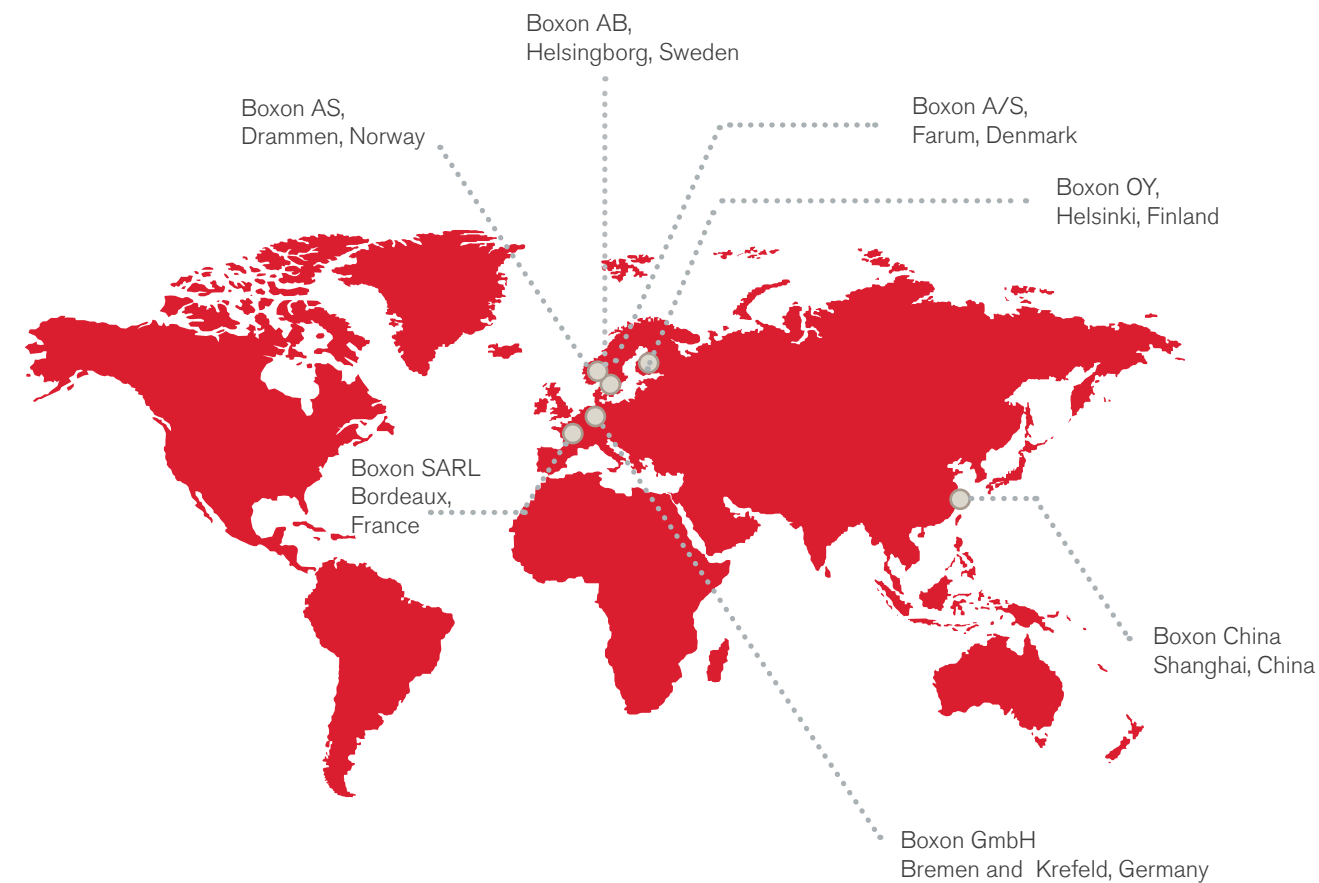 Boxon AB,
Helsingborg, Sweden
Boxon AS,
Drammen, Norway
Boxon A/S,
Farum, Denmark
Boxon OY,
Helsinki, Finland
Boxon SARL
Bordeaux,
France
Boxon China
Shanghai, China
Boxon GmbH
Bremen and  Krefeld, Germany